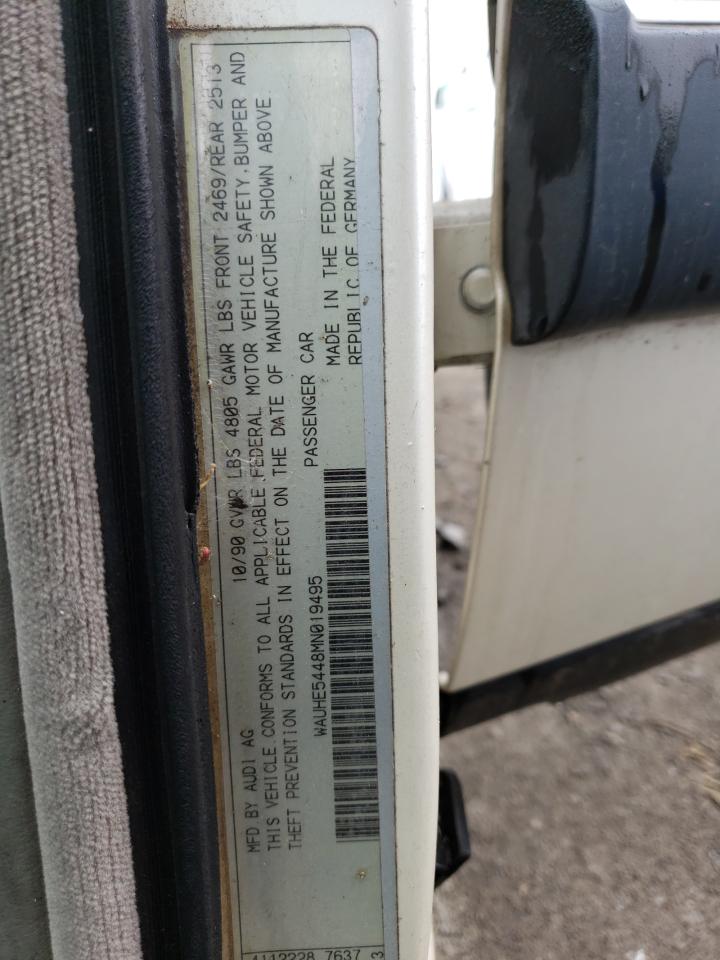 MFD BY AUDI AG 10/90 GVWR LBS 4805 GAWR LBS FRONT 2469/REAR 2513
THIS VEHICLE CONFORMS TO ALL APPLICABLE FEDERAL MOTOR VEHICLE SAFETY, BUMPER AND
THEFT PREVENTION STANDARDS IN EFFECT ON THE DATE OF MANUFACTURE SHOWN ABOVE
WAUHE5448MN019495 PASSENGER CAR
MADE IN THE FEDERAL
REPUBLIC OF GERMANY
7637 3